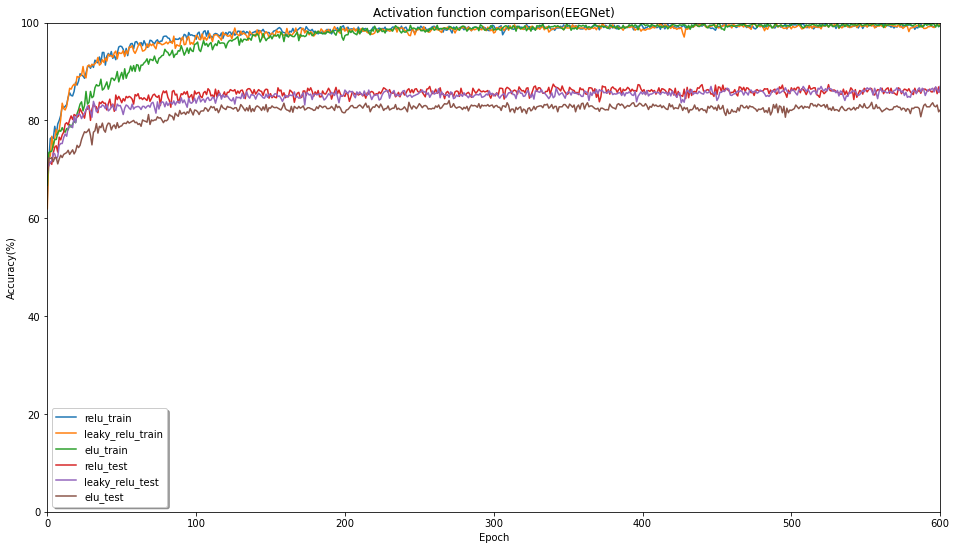 Activation function comparison(EEGNet)
100
80
60
40
20
0
Accuracy(%)
relu_train
leaky_relu_train
elu_train
relu_test
leaky_relu_test
elu_test
0 100 200 300 400 500 600
Epoch